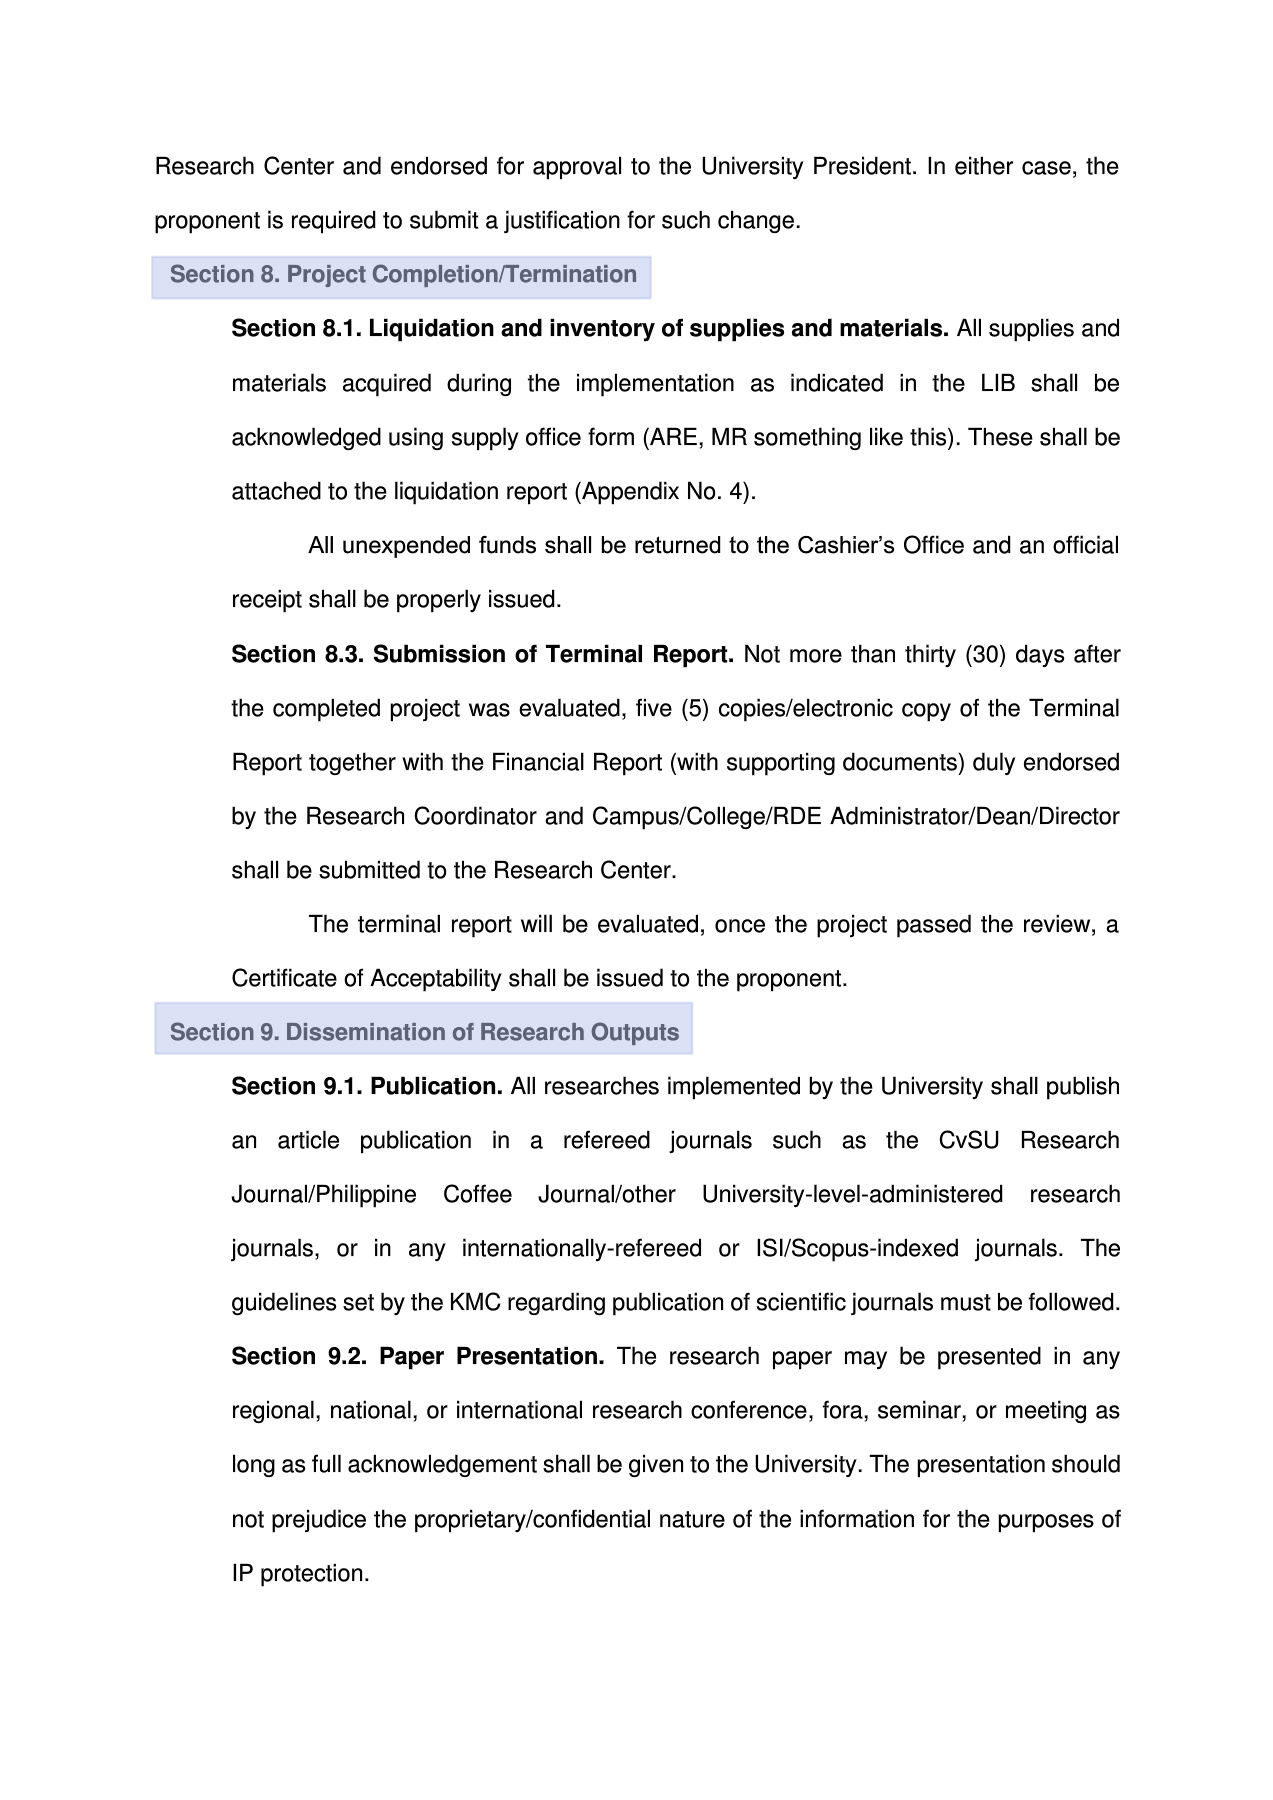 Research Center and endorsed for approval to the University President. In either case, the
proponent is required to submit a justification for such change.
Section 8. Project Completion/Termination
Section 8.1. Liquidation and inventory of supplies and materials. All supplies and
materials acquired during the implementation as indicated in the LIB shall be
acknowledged using supply office form (ARE, MR something like this). These shall be
attached to the liquidation report (Appendix No. 4).
All unexpended funds shall be returned to the Cashier’s Office and an official
receipt shall be properly issued.
Section 8.3. Submission of Terminal Report. Not more than thirty (30) days after
the completed project was evaluated, five (5) copies/electronic copy of the Terminal
Report together with the Financial Report (with supporting documents) duly endorsed
by the Research Coordinator and Campus/College/RDE Administrator/Dean/Director
shall be submitted to the Research Center.
The terminal report will be evaluated, once the project passed the review, a
Certificate of Acceptability shall be issued to the proponent.
Section 9. Dissemination of Research Outputs
Section 9.1. Publication. All researches implemented by the University shall publish
an article publication in a refereed journals such as the CvSU Research
Journal/Philippine Coffee Journal/other University-level-administered research
journals, or in any internationally-refereed or ISI/Scopus-indexed journals. The
guidelines set by the KMC regarding publication of scientific journals must be followed.
Section 9.2. Paper Presentation. The research paper may be presented in any
regional, national, or international research conference, fora, seminar, or meeting as
long as full acknowledgement shall be given to the University. The presentation should
not prejudice the proprietary/confidential nature of the information for the purposes of
IP protection.